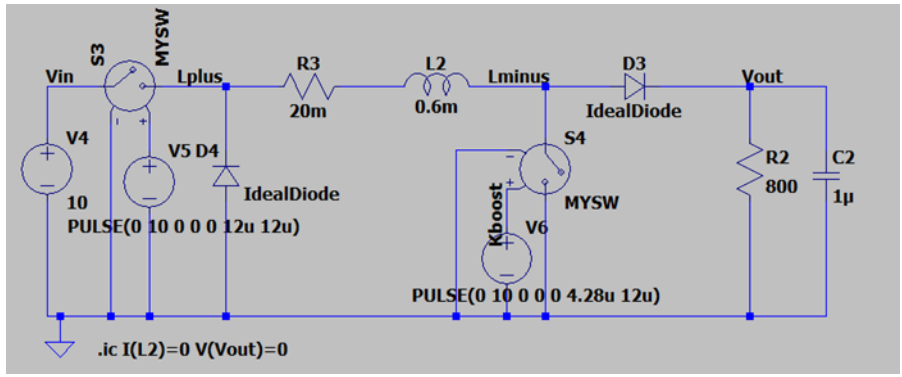 S3
MYSW
Vin
Lplus
R3
20m
L2
0.6m
Lminus
D3
IdealDiode
Vout
V4
10
V5
D4
IdealDiode
PULSE(0 10 0 0 0 12u 12u)
S4
MYSW
Kboost
V6
PULSE(0 10 0 0 0 4.28u 12u)
R2
800
C2
1µ
.ic I(L2)=0 V(Vout)=0